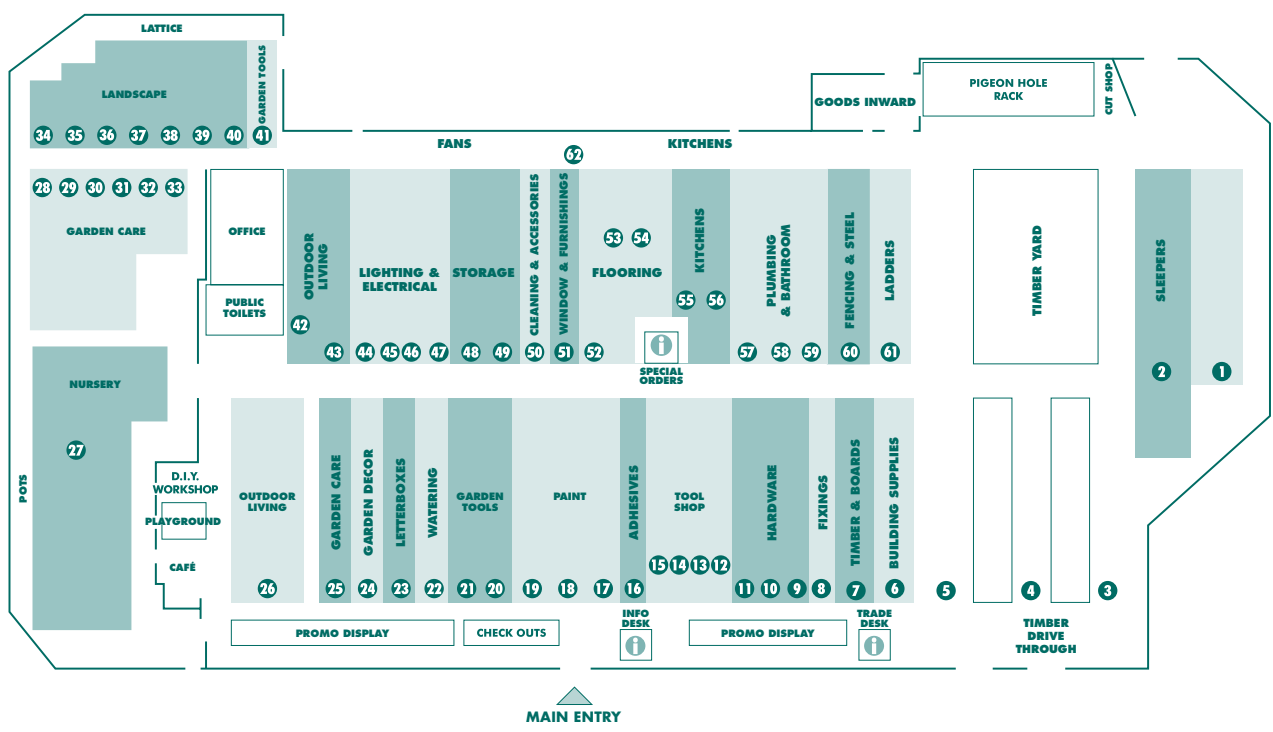 LATTICE
LANDSCAPE
GARDEN TOOLS
34 35 36 37 38 39 40 41
GOODS INWARD
PIGEON HOLE
RACK
CUT SHOP
FANS
KITCHENS
62
28 29 30 31 32 33
GARDEN CARE
OFFICE
PUBLIC
TOILETS
OUTDOOR
LIVING
42
43
LIGHTING &
ELECTRICAL
44 45 46 47
STORAGE
48 49
CLEANING & ACCESSORIES
50
WINDOW & FURNISHINGS
51
53 54
FLOORING
52
KITCHENS
55 56
i
SPECIAL
ORDERS
PLUMBING
& BATHROOM
57 58 59
FENCING & STEEL
60
LADDERS
61
TIMBER YARD
SLEEPERS
2
1
NURSERY
27
POTS
D.I.Y.
WORKSHOP
PLAYGROUND
CAFÉ
OUTDOOR
LIVING
26
GARDEN CARE
25
GARDEN DECOR
24
LETTERBOXES
23
WATERING
22
GARDEN
TOOLS
21 20
PAINT
19 18 17
ADHESIVES
16
TOOL
SHOP
15 14 13 12
HARDWARE
11 10 9
FIXINGS
8
TIMBER & BOARDS
7
BUILDING SUPPLIES
6
5
4
3
TIMBER
DRIVE
THROUGH
PROMO DISPLAY
CHECK OUTS
INFO
DESK
i
PROMO DISPLAY
TRADE
DESK
i
MAIN ENTRY